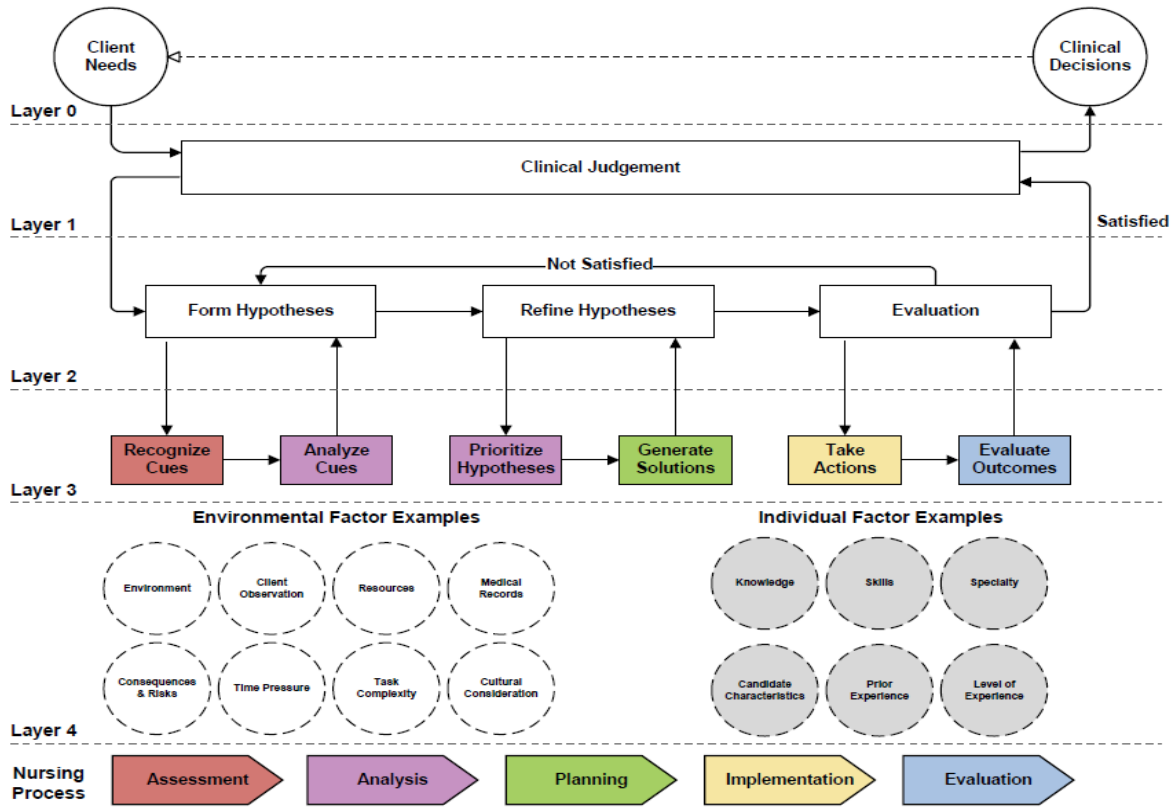 Client
Needs
Clinical
Decisions
Layer 0
Clinical Judgement
Layer 1
Satisfied
Not Satisfied
Form Hypotheses
Refine Hypotheses
Evaluation
Layer 2
Recognize
Cues
Analyze
Cues
Prioritize
Hypotheses
Generate
Solutions
Take
Actions
Evaluate
Outcomes
Layer 3
Environmental Factor Examples
Individual Factor Examples
Environment
Client
Observation
Resources
Medical
Records
Knowledge
Skills
Specialty
Consequences
& Risks
Time Pressure
Task
Complexity
Cultural
Consideration
Candidate
Characteristics
Prior
Experience
Level of
Experience
Layer 4
Nursing
Process
Assessment
Analysis
Planning
Implementation
Evaluation